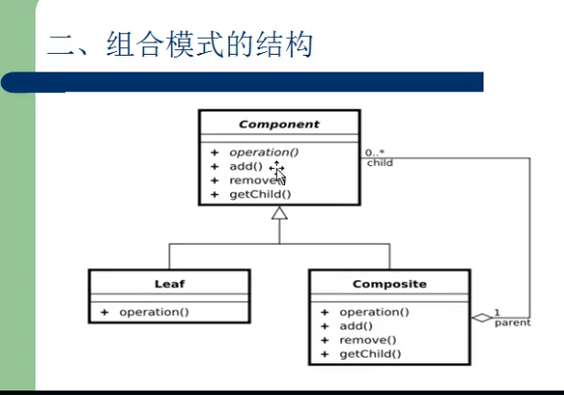 二、组合模式的结构
Component
+ operation()
+ add()
+ remove()
+ getChild()
0..*
child
Leaf
+ operation()
Composite
+ operation()
+ add()
+ remove()
+ getChild()
1
parent